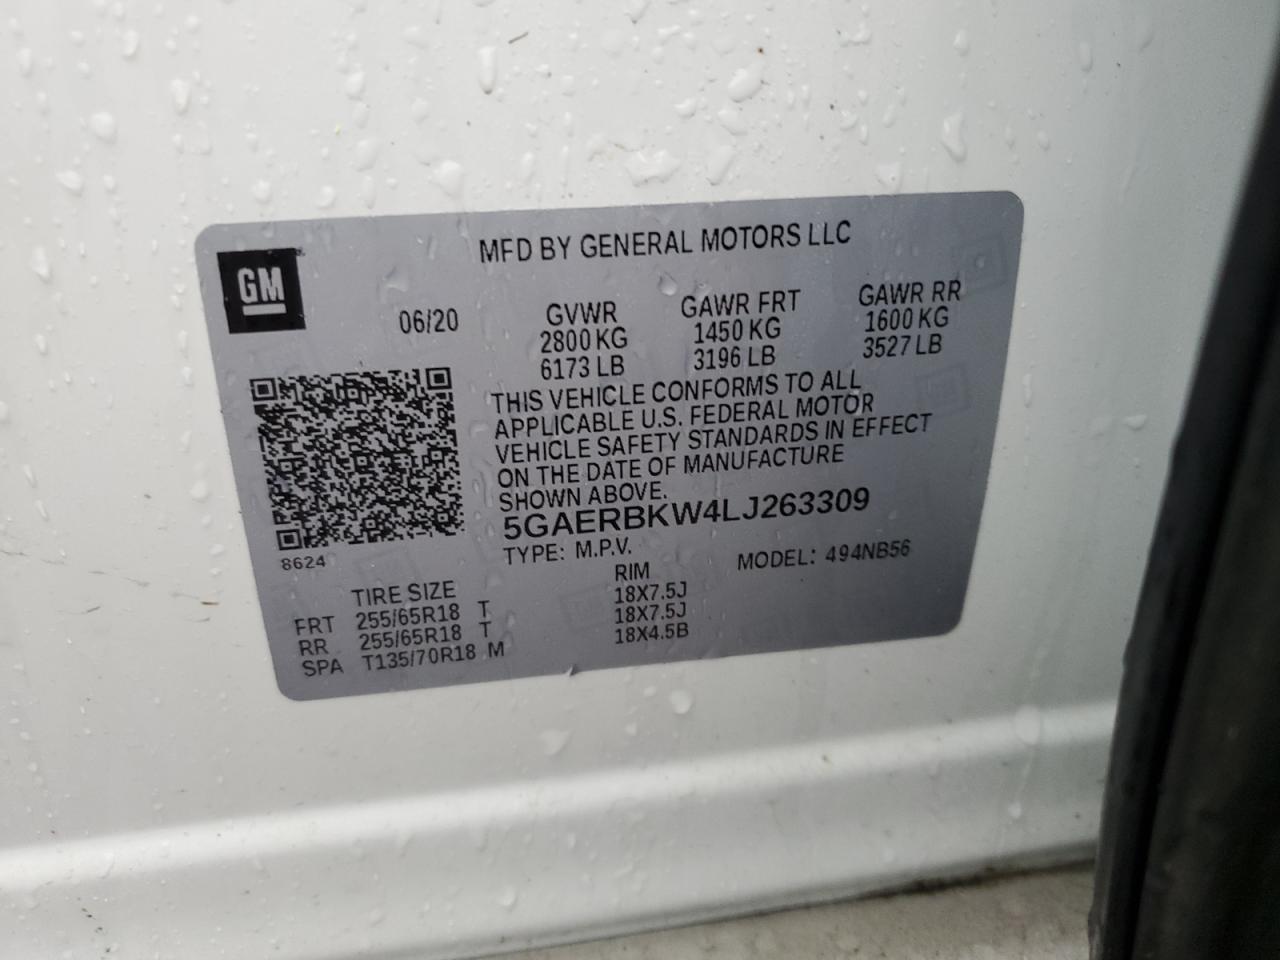 MFD BY GENERAL MOTORS LLC
GM
06/20
GVWR GAWR FRT GAWR RR
2800 KG 1450 KG 1600 KG
6173 LB 3196 LB 3527 LB
THIS VEHICLE CONFORMS TO ALL
APPLICABLE U.S. FEDERAL MOTOR
VEHICLE SAFETY STANDARDS IN EFFECT
ON THE DATE OF MANUFACTURE
SHOWN ABOVE.
5GAERBKW4LJ263309
8624
TYPE: M.P.V. MODEL: 494NB56
TIRE SIZE RIM
FRT 255/65R18 T 18X7.5J
RR 255/65R18 T 18X7.5J
SPA T135/70R18 M 18X4.5B